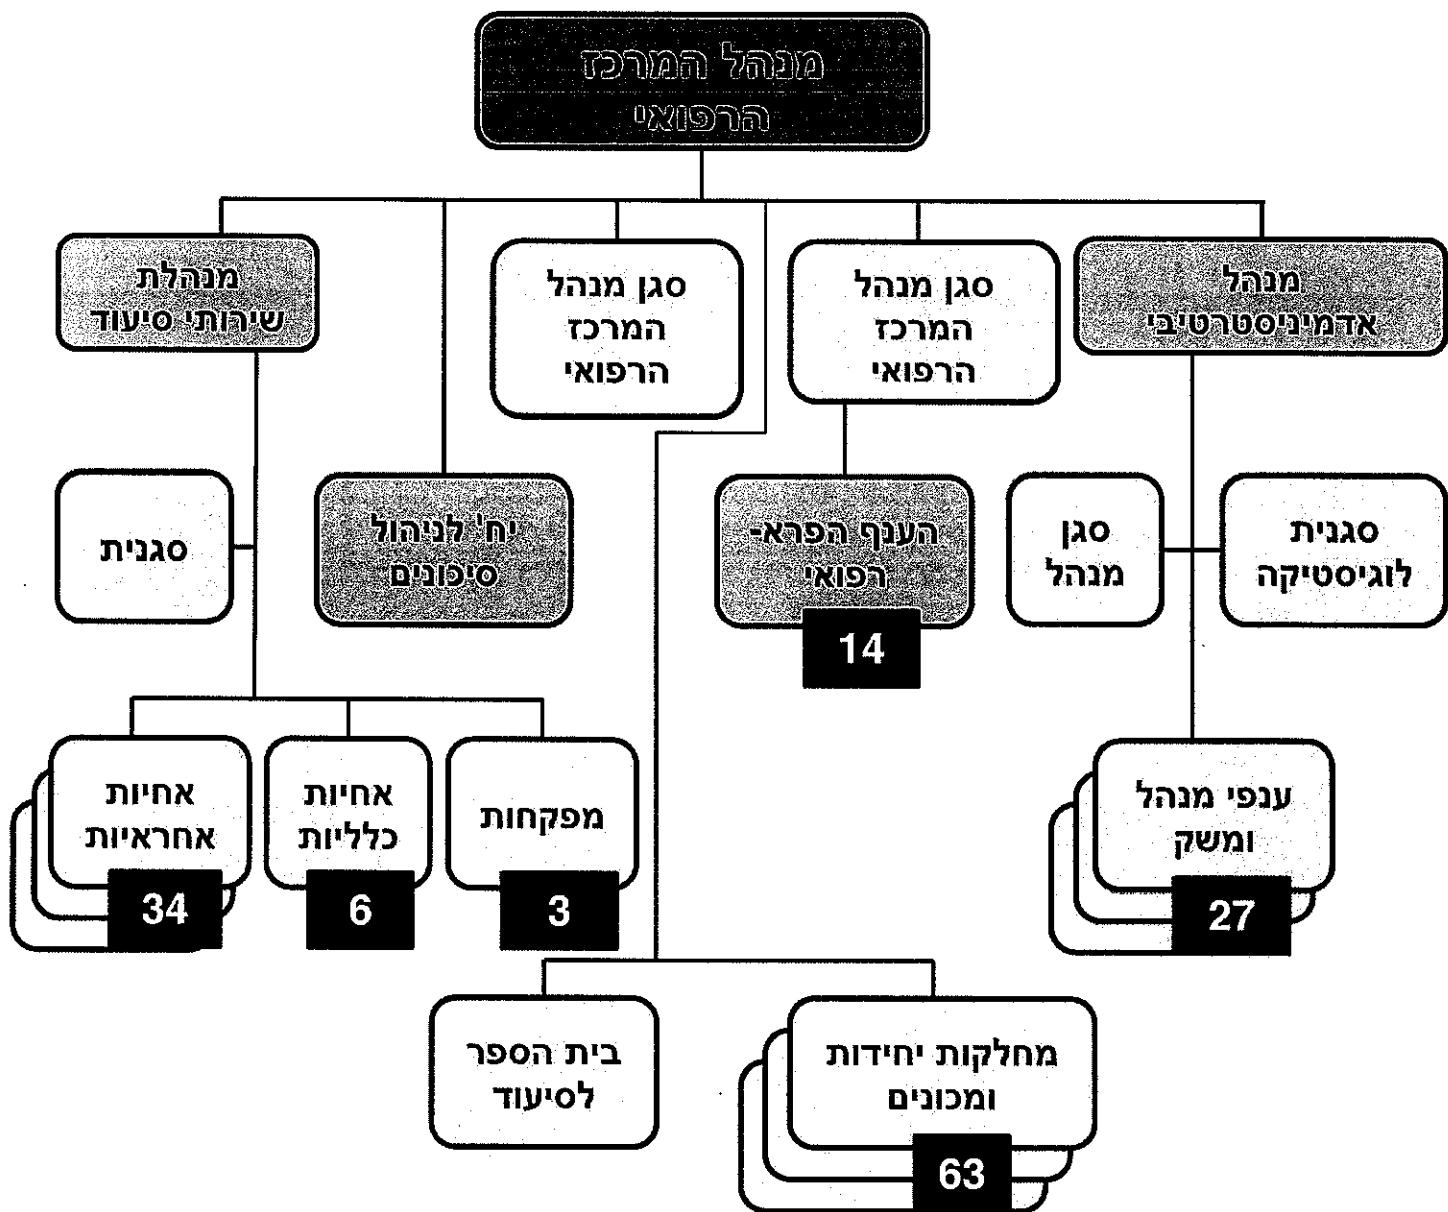 מנהל המרכז
הרפואי
מנהל
אדמיניסטרטיבי
סגן מנהל
המרכז
הרפואי
סגן מנהל
המרכז
הרפואי
מנהלת
שירותי סיעוד
סגנית
לוגיסטיקה
סגן
מנהל
הענף הפרא-
רפואי
14
יח' לניהול
סיכונים
סגנית
ענפי מנהל
ומשק
27
מפקחות
3
אחיות
כלליות
6
אחיות
אחראיות
34
מחלקות יחידות
ומכונים
63
בית הספר
לסיעוד